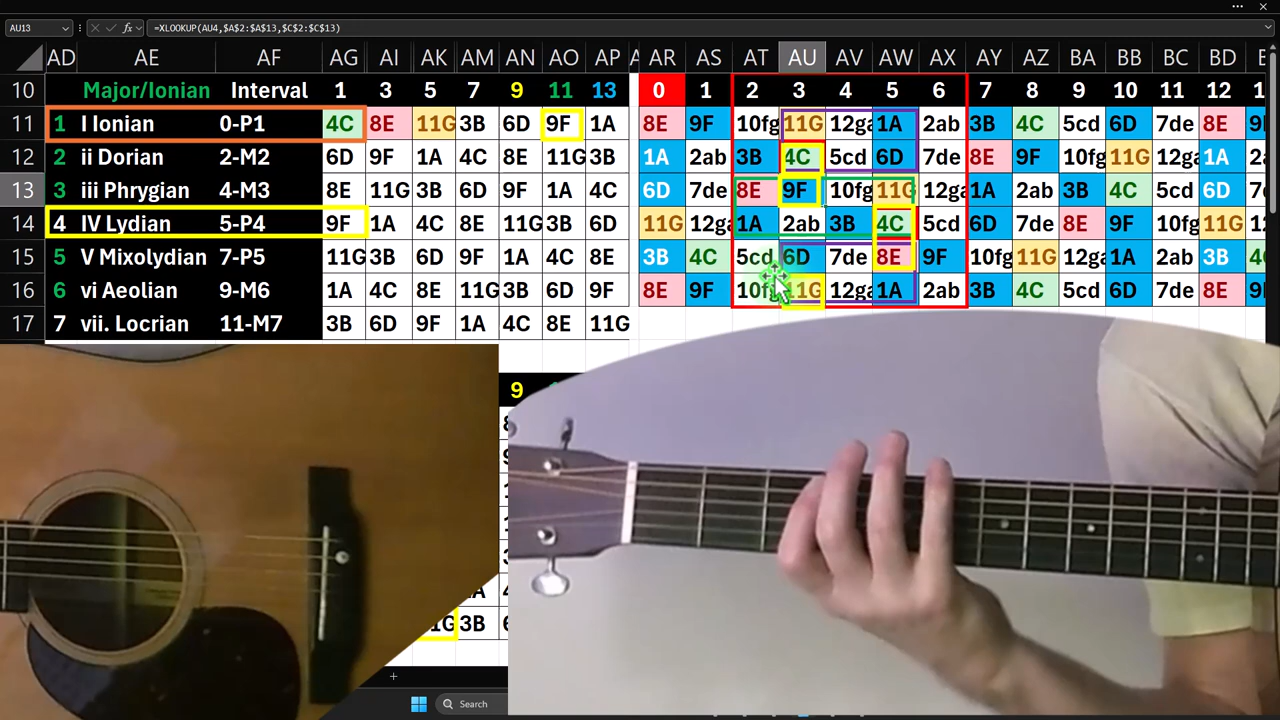 AU13 fx =XLOOKUP(AU4,$A$2:$A$13,$C$2:$C$13)
AD AE AF AG AI AK AM AN AO AP AR AS AT AU AV AW AX AY AZ BA BB BC BD
10 Major/Ionian Interval 1 3 5 7 9 11 13 0 1 2 3 4 5 6 7 8 9 10 11 12
11 1 I Ionian 0-P1 4C 8E 11G 3B 6D 9F 1A 8E 9F 10fg 11G 12ga 1A 2ab 3B 4C 5cd 6D 7de 8E 9F
12 2 ii Dorian 2-M2 6D 9F 1A 4C 8E 11G 3B 1A 2ab 3B 4C 5cd 6D 7de 8E 9F 10fg 11G 12ga 1A 2ab
13 3 iii Phrygian 4-M3 8E 11G 3B 6D 9F 1A 4C 6D 7de 8E 9F 10fg 11G 12ga 1A 2ab 3B 4C 5cd 6D 7de
14 4 IV Lydian 5-P4 9F 1A 4C 8E 11G 3B 6D 11G 12ga 1A 2ab 3B 4C 5cd 6D 7de 8E 9F 10fg 11G 12
15 5 V Mixolydian 7-P5 11G 3B 6D 9F 1A 4C 8E 3B 4C 5cd 6D 7de 8E 9F 10fg 11G 12ga 1A 2ab 3B 4C
16 6 vi Aeolian 9-M6 1A 4C 8E 11G 3B 6D 9F 8E 9F 10fg 11G 12ga 1A 2ab 3B 4C 5cd 6D 7de 8E 9F
17 7 vii. Locrian 11-M7 3B 6D 9F 1A 4C 8E 11G
9
3B
Search